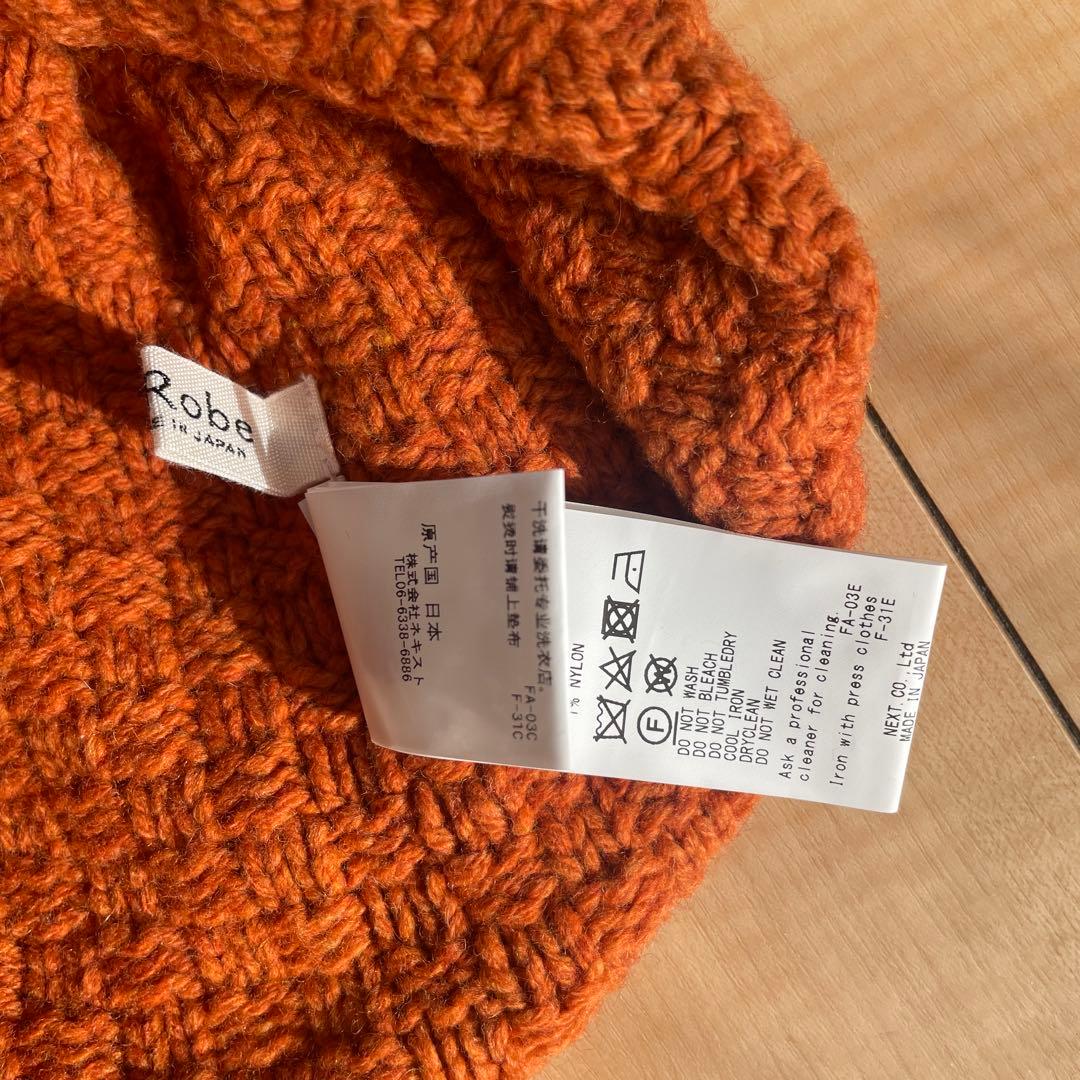 Robe
E IN JAPAN
干洗请委托专业洗衣店。
熨烫时请铺上垫布
FA-03C
F-31C
原产国 日本
株式会社ネキスト
TEL06-6338-6886
1% NYLON
F
DO NOT WASH
DO NOT BLEACH
DO NOT TUMBLEDRY
COOL IRON
DRYCLEAN
DO NOT WET CLEAN
Ask a professional
cleaner for cleaning.
FA-03E
Iron with press clothes
F-31E
NEXT.CO.Ltd
MADE IN JAPAN